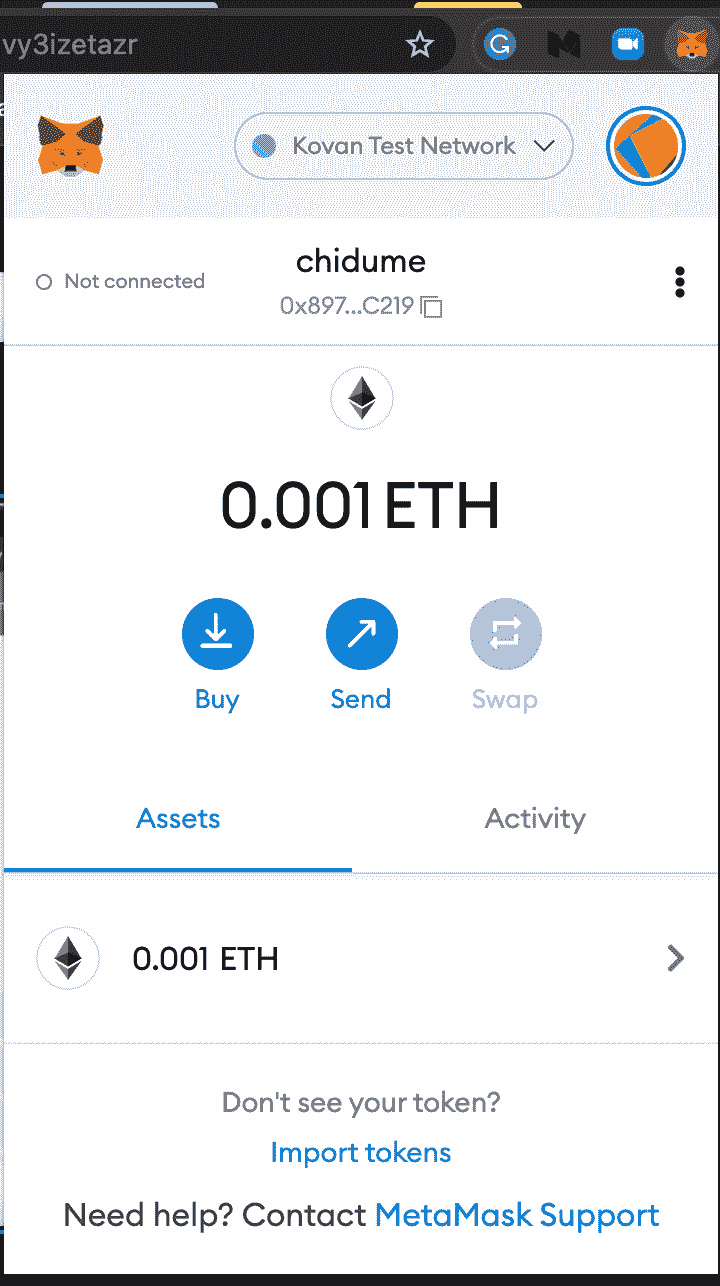 vy3izetazr
Kovan Test Network
chidume
Not connected
0x897...C219
0.001 ETH
Buy Send Swap
Assets Activity
0.001 ETH
Don't see your token?
Import tokens
Need help? Contact MetaMask Support